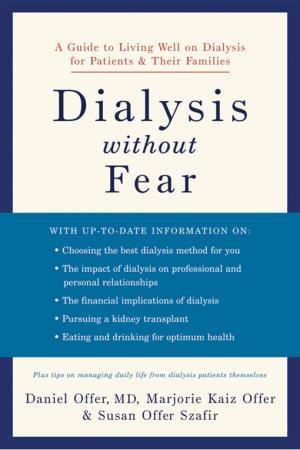 A Guide to Living Well on Dialysis
for Patients & Their Families
Dialysis
without
Fear
WITH UP-TO-DATE INFORMATION ON:
• Choosing the best dialysis method for you
• The impact of dialysis on professional and
personal relationships
• The financial implications of dialysis
• Pursuing a kidney transplant
• Eating and drinking for optimum health
Plus tips on managing daily life from dialysis patients themselves
Daniel Offer, MD, Marjorie Kaiz Offer
& Susan Offer Szafir